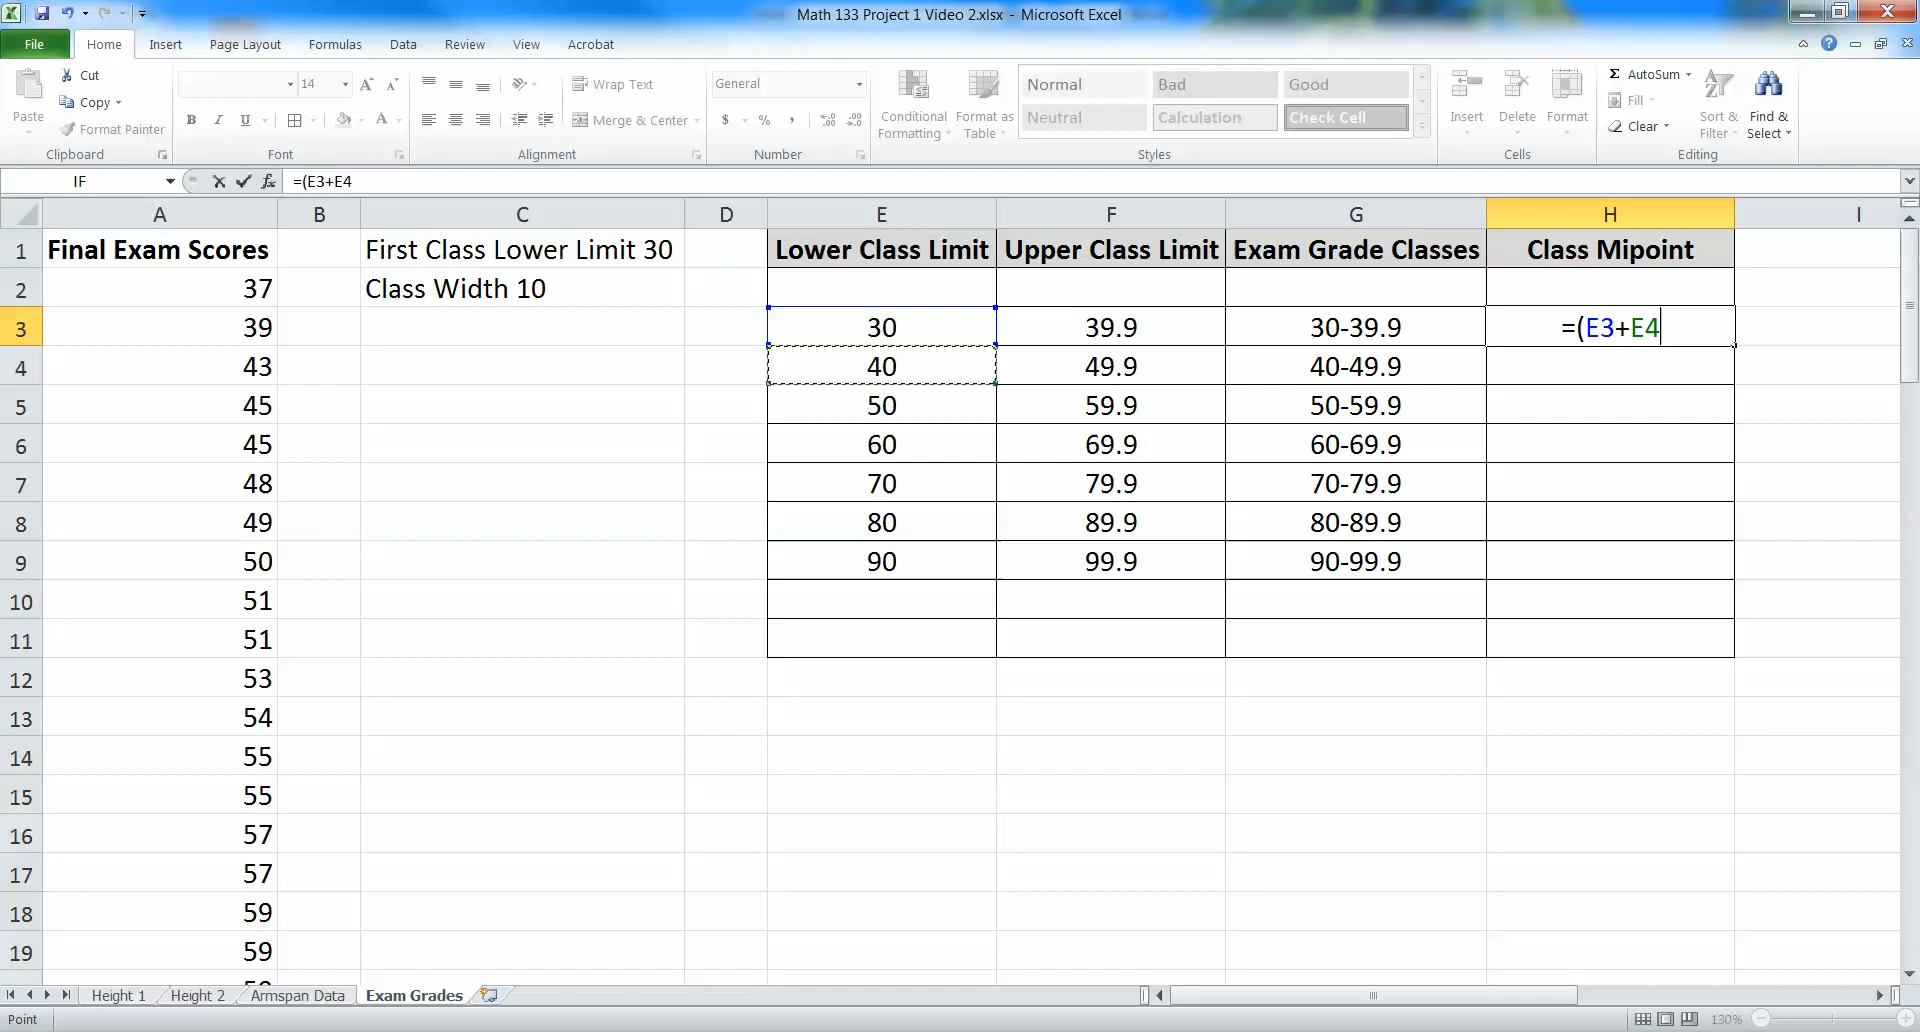 Math 133 Project 1 Video 2.xlsx - Microsoft Excel
File Home Insert Page Layout Formulas Data Review View Acrobat
Paste
Cut
Copy
Format Painter
Clipboard
14
A A
B I U A
Font
Wrap Text
Merge & Center
Alignment
General
$ % ,
Number
Conditional Formatting
Format as Table
Normal Bad Good
Neutral Calculation Check Cell
Styles
Insert Delete Format
Cells
Σ AutoSum
Fill
Clear
Sort & Filter
Find & Select
Editing
IF fx =(E3+E4
A B C D E F G H I
1 Final Exam Scores First Class Lower Limit 30 Lower Class Limit Upper Class Limit Exam Grade Classes Class Mipoint
2 37 Class Width 10
3 39 30 39.9 30-39.9 =(E3+E4
4 43 40 49.9 40-49.9
5 45 50 59.9 50-59.9
6 45 60 69.9 60-69.9
7 48 70 79.9 70-79.9
8 49 80 89.9 80-89.9
9 50 90 99.9 90-99.9
10 51
11 51
12 53
13 54
14 55
15 55
16 57
17 57
18 59
19 59
Height 1 Height 2 Armspan Data Exam Grades
Point 130%